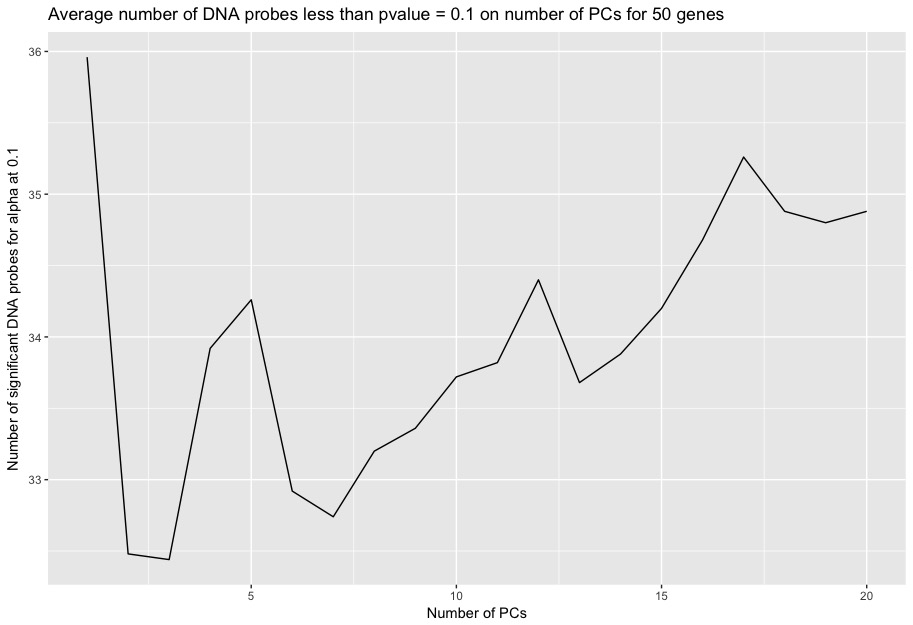 Average number of DNA probes less than pvalue = 0.1 on number of PCs for 50 genes
Number of significant DNA probes for alpha at 0.1
36
35
34
33
5
10
15
20
Number of PCs